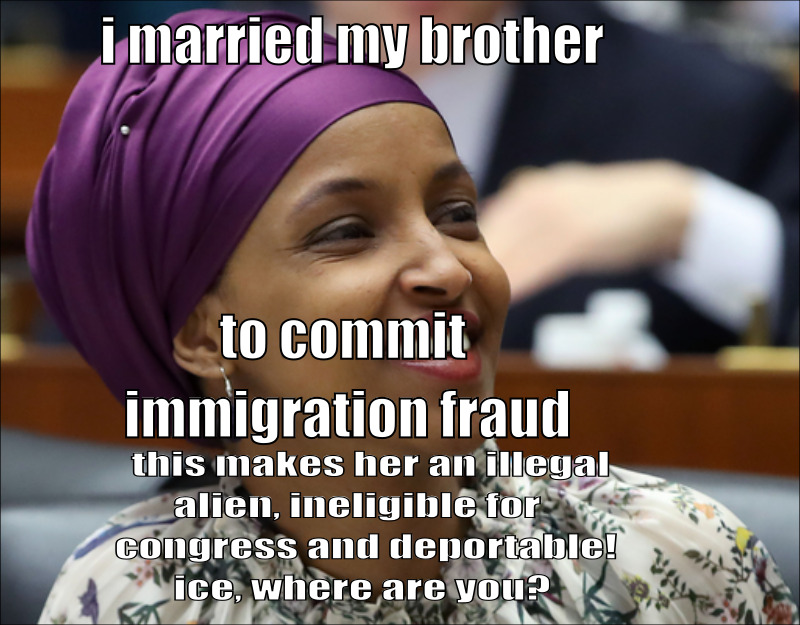 i married my brother
to commit
immigration fraud
this makes her an illegal
alien, ineligible for
congress and deportable!
ice, where are you?